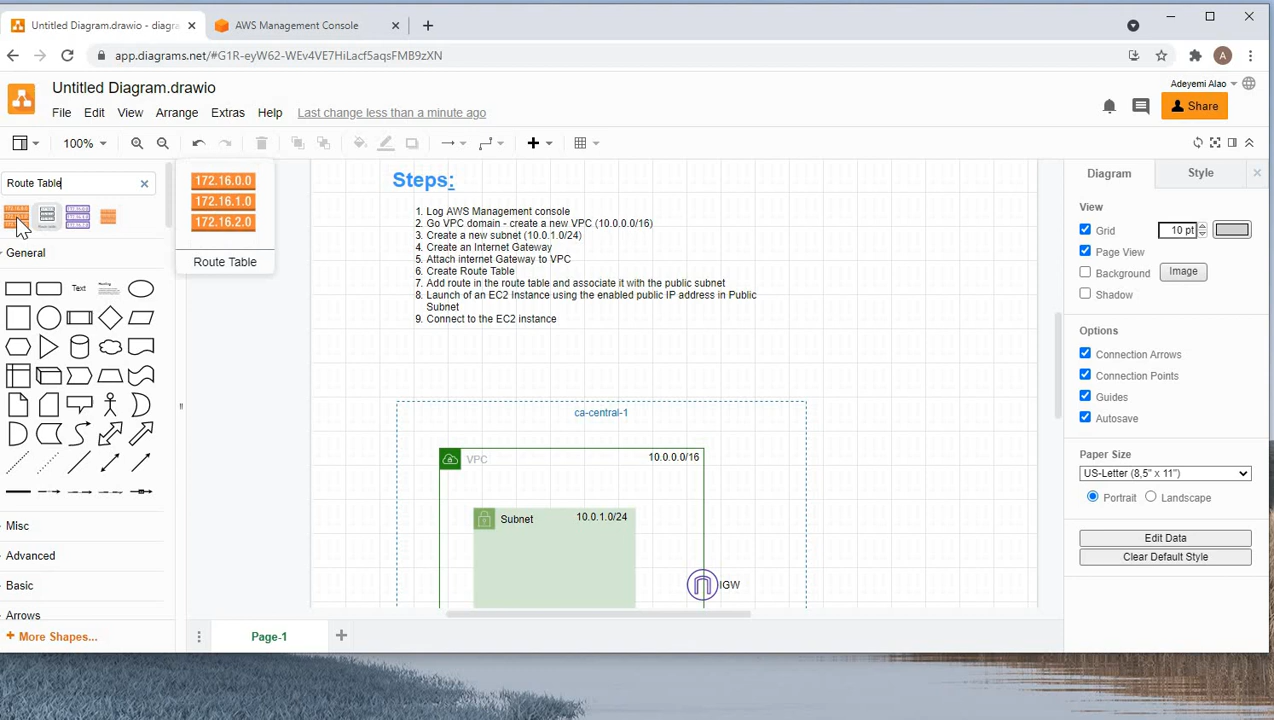 Untitled Diagram.drawio - diagra
AWS Management Console
app.diagrams.net/#G1R-eyW62-WEv4VE7HiLacf5aqsFMB9zXN
A
Untitled Diagram.drawio
Adeyemi Alao
File Edit View Arrange Extras Help Last change less than a minute ago
Share
100%
Route Table
172.16.0.0
172.16.1.0
172.16.2.0
Route Table
General
Text
Misc
Advanced
Basic
Arrows
+ More Shapes...
Steps:
1. Log AWS Management console
2. Go VPC domain - create a new VPC (10.0.0.0/16)
3. Create a new subnet (10.0.1.0/24)
4. Create an Internet Gateway
5. Attach internet Gateway to VPC
6. Create Route Table
7. Add route in the route table and associate it with the public subnet
8. Launch of an EC2 Instance using the enabled public IP address in Public
Subnet
9. Connect to the EC2 instance
ca-central-1
VPC
10.0.0.0/16
Subnet
10.0.1.0/24
IGW
Page-1
Diagram
Style
View
Grid
10 pt
Page View
Background
Image
Shadow
Options
Connection Arrows
Connection Points
Guides
Autosave
Paper Size
US-Letter (8,5" x 11")
Portrait
Landscape
Edit Data
Clear Default Style